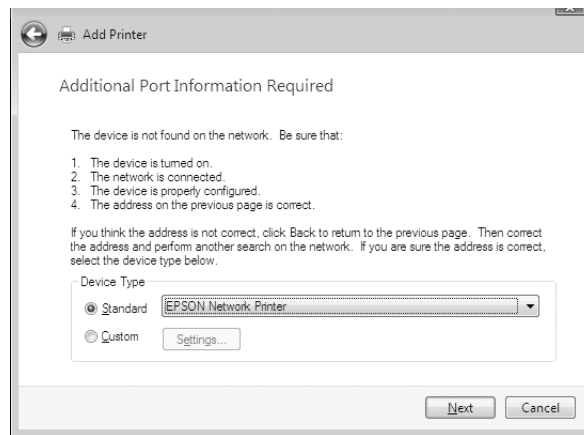 Add Printer
Additional Port Information Required
The device is not found on the network. Be sure that:
1. The device is turned on.
2. The network is connected.
3. The device is properly configured.
4. The address on the previous page is correct.
If you think the address is not correct, click Back to return to the previous page. Then correct
the address and perform another search on the network. If you are sure the address is correct,
select the device type below.
Device Type
Standard
EPSON Network Printer
Custom
Settings...
Next
Cancel